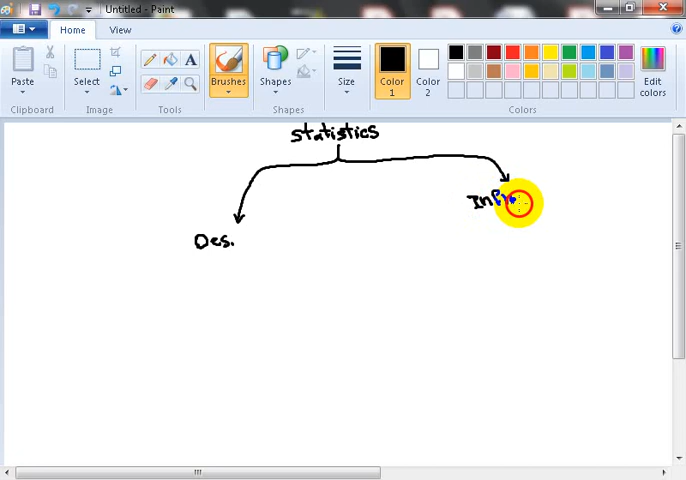 Untitled - Paint
Home View
Paste Select Brushes Shapes Size Color 1 Color 2 Edit colors
Clipboard Image Tools Shapes Colors
statistics
Des.